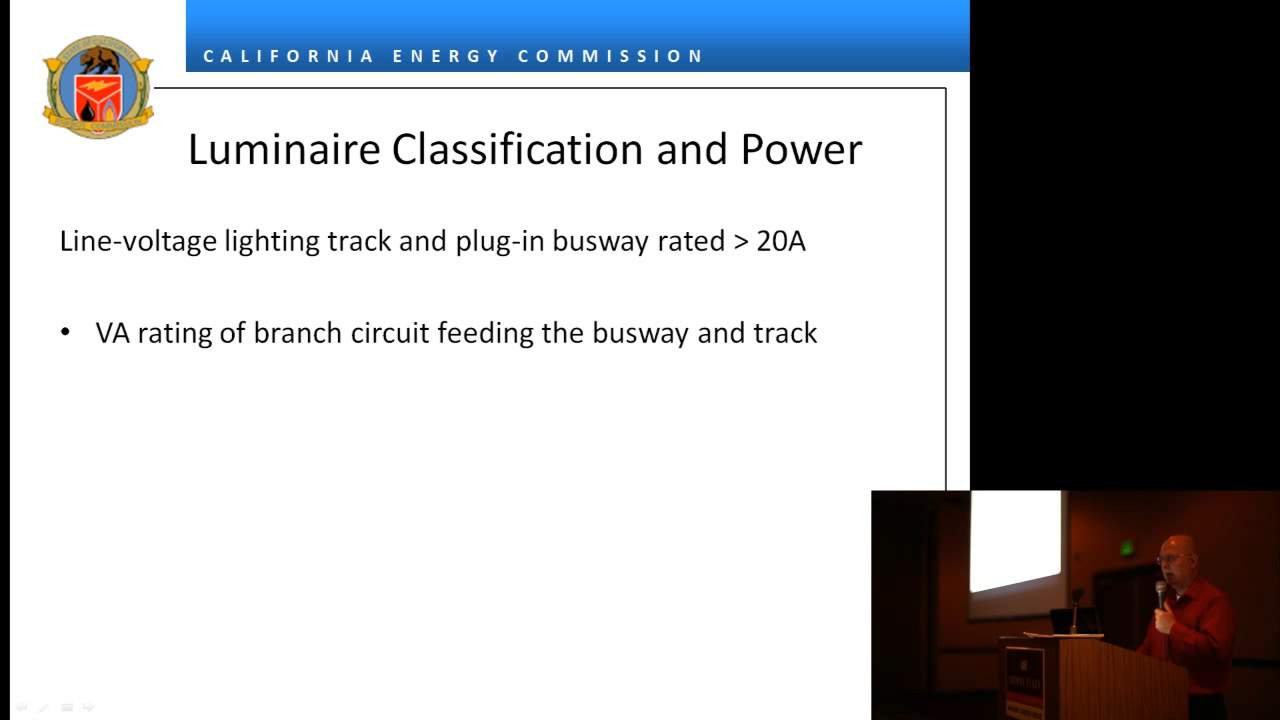 CALIFORNIA ENERGY COMMISSION
Luminaire Classification and Power
Line-voltage lighting track and plug-in busway rated > 20A
• VA rating of branch circuit feeding the busway and track